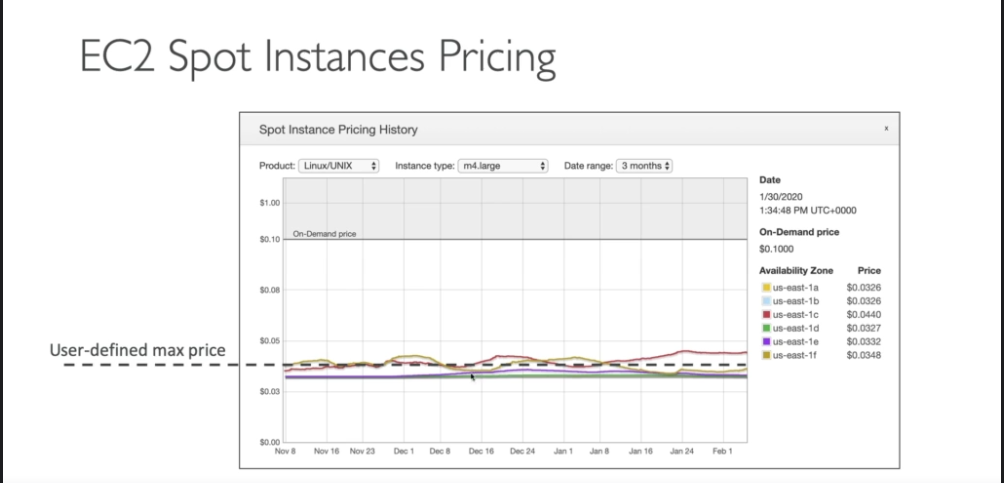 EC2 Spot Instances Pricing
Spot Instance Pricing History
x
Product: Linux/UNIX Instance type: m4.large Date range: 3 months
$1.00
On-Demand price
$0.10
$0.08
$0.05
$0.03
$0.00
Nov 8 Nov 16 Nov 23 Dec 1 Dec 8 Dec 16 Dec 24 Jan 1 Jan 8 Jan 16 Jan 24 Feb 1
User-defined max price
Date
1/30/2020
1:34:48 PM UTC+0000
On-Demand price
$0.1000
Availability Zone Price
us-east-1a $0.0326
us-east-1b $0.0326
us-east-1c $0.0440
us-east-1d $0.0327
us-east-1e $0.0332
us-east-1f $0.0348